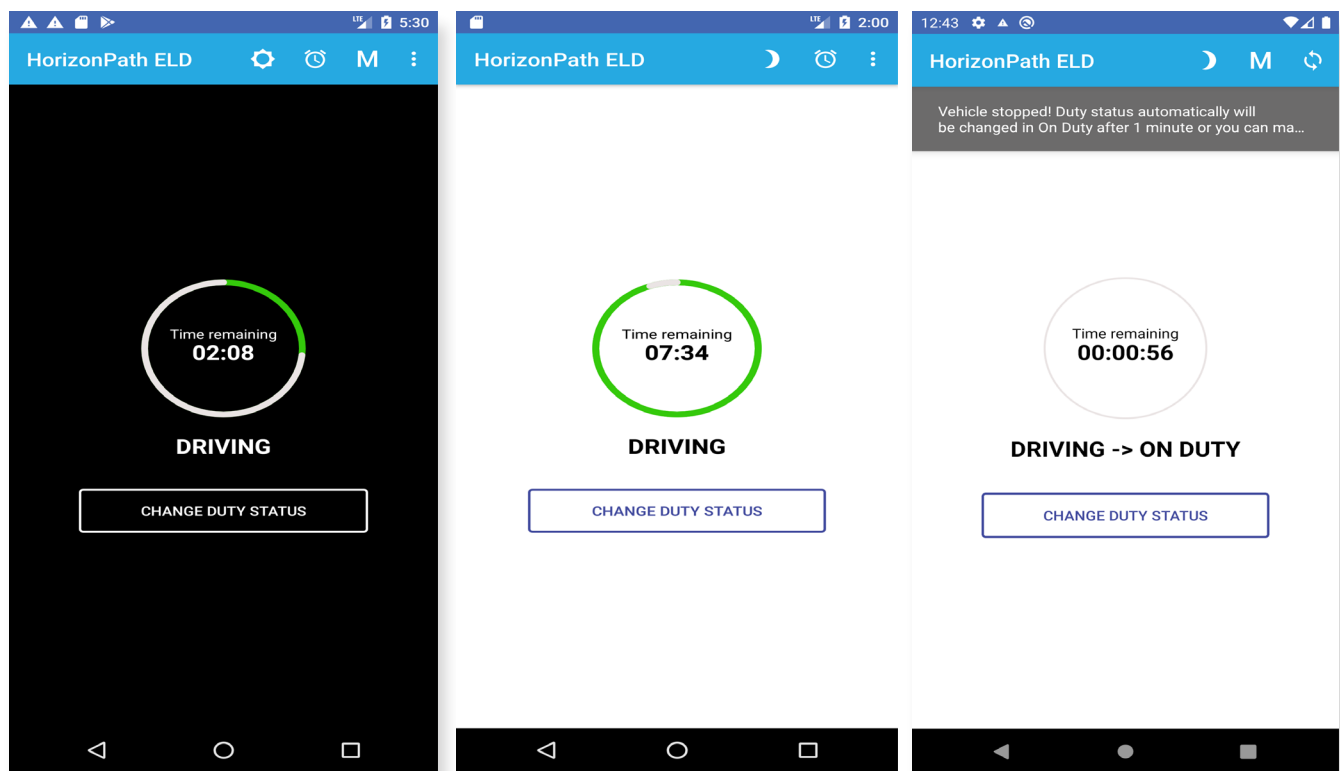 LTE 5:30
HorizonPath ELD M
Time remaining
02:08
DRIVING
CHANGE DUTY STATUS
LTE 2:00
HorizonPath ELD
Time remaining
07:34
DRIVING
CHANGE DUTY STATUS
12:43
HorizonPath ELD M
Vehicle stopped! Duty status automatically will
be changed in On Duty after 1 minute or you can ma...
Time remaining
00:00:56
DRIVING -> ON DUTY
CHANGE DUTY STATUS